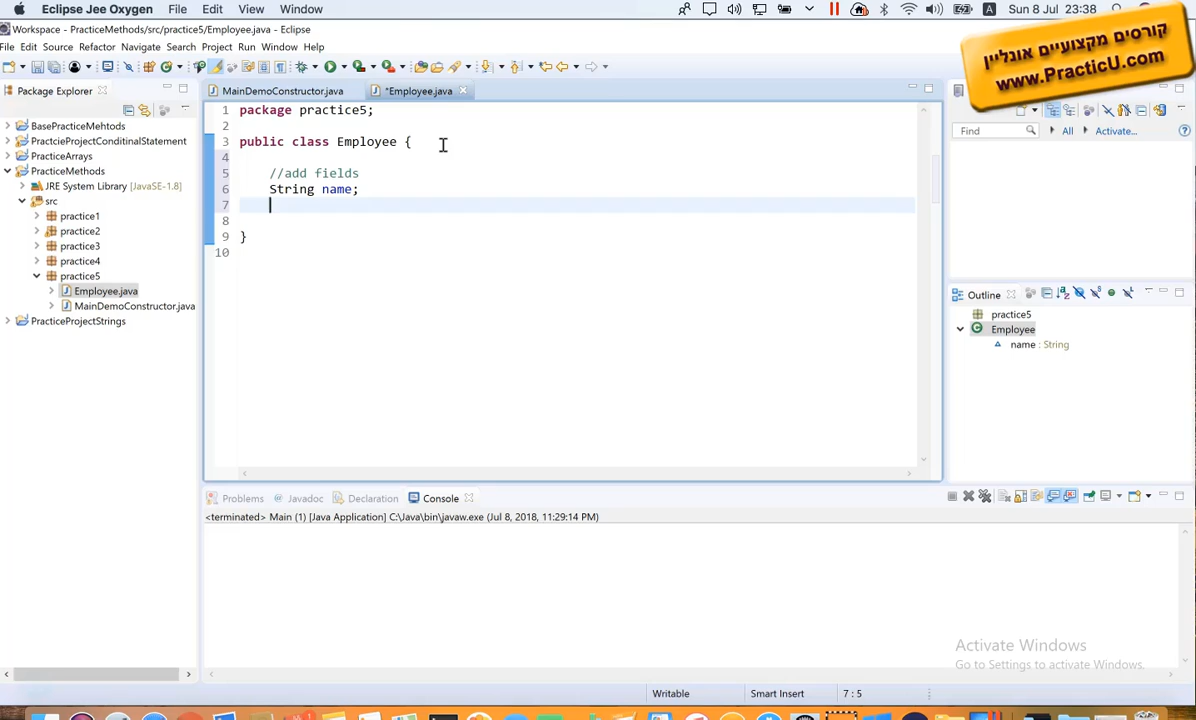 Eclipse Jee Oxygen File Edit View Window Sun 8 Jul 23:38
Workspace - PracticeMethods/src/practice5/Employee.java - Eclipse
File Edit Source Refactor Navigate Search Project Run Window Help
קורסים מקצועיים אונליין
www.PracticU.com
Package Explorer
MainDemoConstructor.java
*Employee.java
BasePracticeMehtods
PractieProjectConditinalStatement
PracticeArrays
PracticeMethods
JRE System Library [JavaSE-1.8]
src
practice1
practice2
practice3
practice4
practice5
Employee.java
MainDemoConstructor.java
PracticeProjectStrings
1 package practice5;
2
3 public class Employee {
4
5 //add fields
6 String name;
7
8
9 }
10
Find All Activate...
Outline
practice5
Employee
name : String
Problems Javadoc Declaration Console
<terminated> Main (1) [Java Application] C:\Java\bin\javaw.exe (Jul 8, 2018, 11:29:14 PM)
Activate Windows
Go to Settings to activate Windows.
Writable Smart Insert 7 : 5